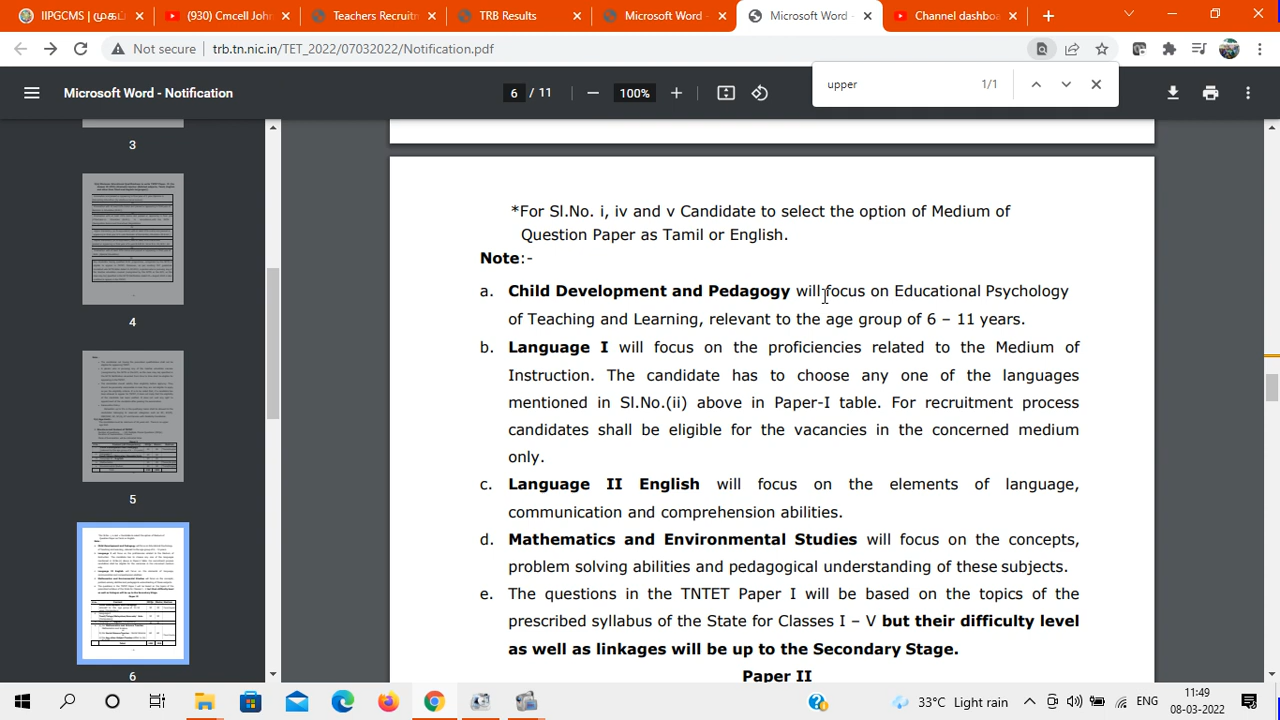 IIPGCMS | முகப்
(930) Cmcell John
Teachers Recruitm
TRB Results
Microsoft Word -
Microsoft Word -
Channel dashboa
Not secure
trb.tn.nic.in/TET_2022/07032022/Notification.pdf
upper
1/1
Microsoft Word - Notification
6 / 11
100%
3
4
5
6
*For Sl.No. i, iv and v Candidate to select the option of Medium of
Question Paper as Tamil or English.
Note:-
a. Child Development and Pedagogy will focus on Educational Psychology
of Teaching and Learning, relevant to the age group of 6 – 11 years.
b. Language I will focus on the proficiencies related to the Medium of
Instruction. The candidate has to choose any one of the languages
mentioned in Sl.No.(ii) above in Paper-I table. For recruitment process
candidates shall be eligible for the vacancies in the concerned medium
only.
c. Language II English will focus on the elements of language,
communication and comprehension abilities.
d. Mathematics and Environmental Studies will focus on the concepts,
problem solving abilities and pedagogical understanding of these subjects.
e. The questions in the TNTET Paper I will be based on the topics of the
prescribed syllabus of the State for Classes I – V but their difficulty level
as well as linkages will be up to the Secondary Stage.
Paper II
33°C Light rain
ENG
11:49
08-03-2022